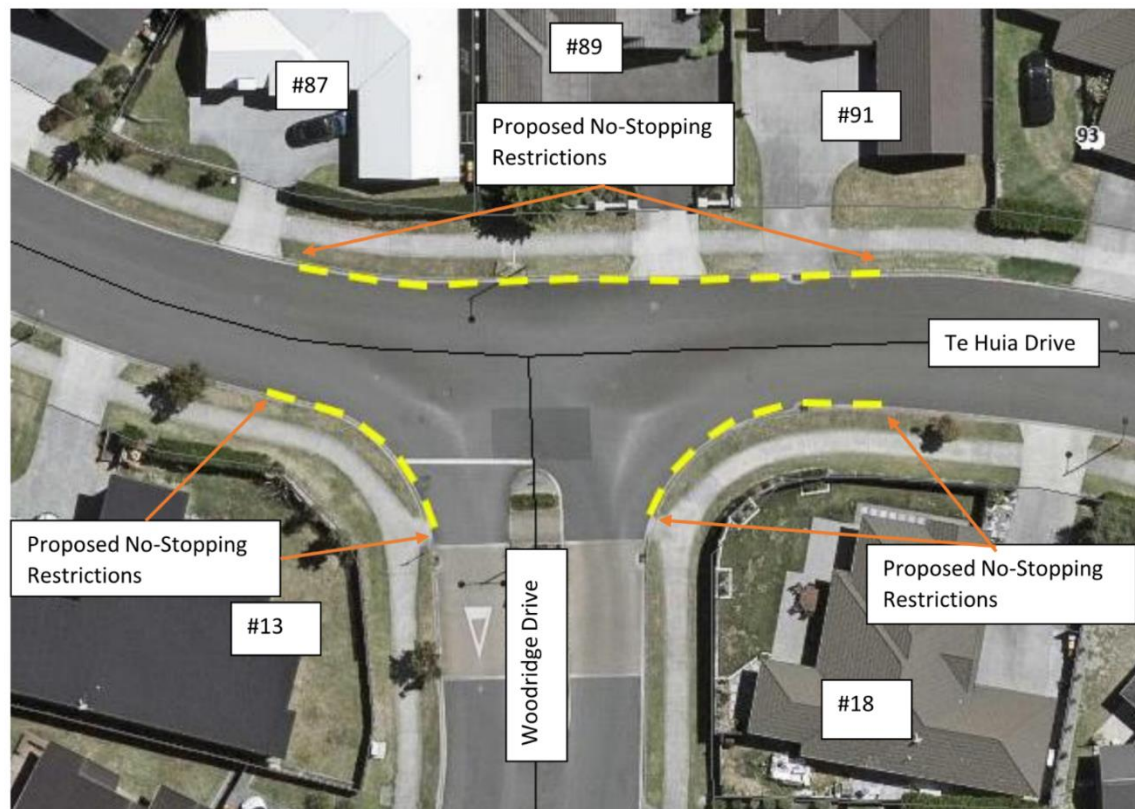 #87
#89
Proposed No-Stopping
Restrictions
#91
93
Te Huia Drive
Proposed No-Stopping
Restrictions
#13
Woodridge Drive
Proposed No-Stopping
Restrictions
#18